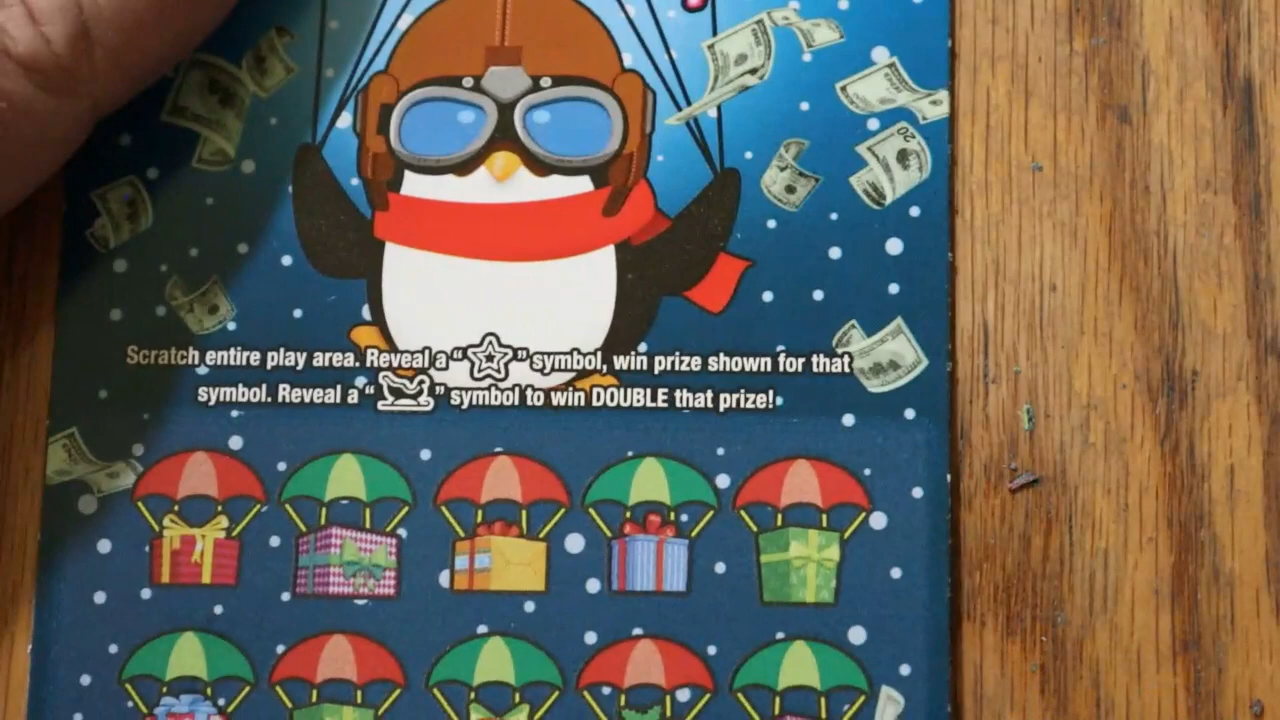 Scratch entire play area. Reveal a " " symbol, win prize shown for that
symbol. Reveal a " " symbol to win DOUBLE that prize!
20